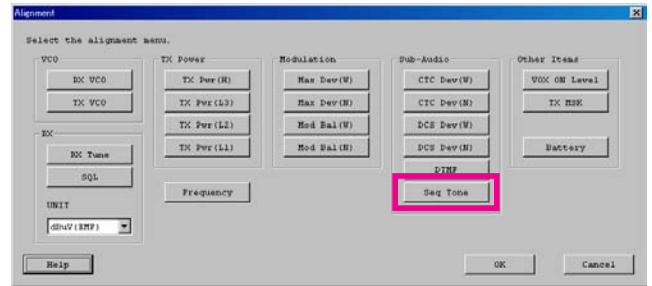 Alignment
Select the alignment menu.
VCO
RX VCO
TX VCO
RX
RX Tune
SQL
UNIT
dBuV(EMF)
TX Power
TX Pwr(H)
TX Pwr(L3)
TX Pwr(L2)
TX Pwr(L1)
Frequency
Modulation
Max Dev(W)
Max Dev(N)
Mod Bal(W)
Mod Bal(N)
Sub-Audio
CTC Dev(W)
CTC Dev(N)
DCS Dev(W)
DCS Dev(N)
DTMF
Seq Tone
Other Items
VOX ON Level
TX MSK
Battery
Help
OK
Cancel